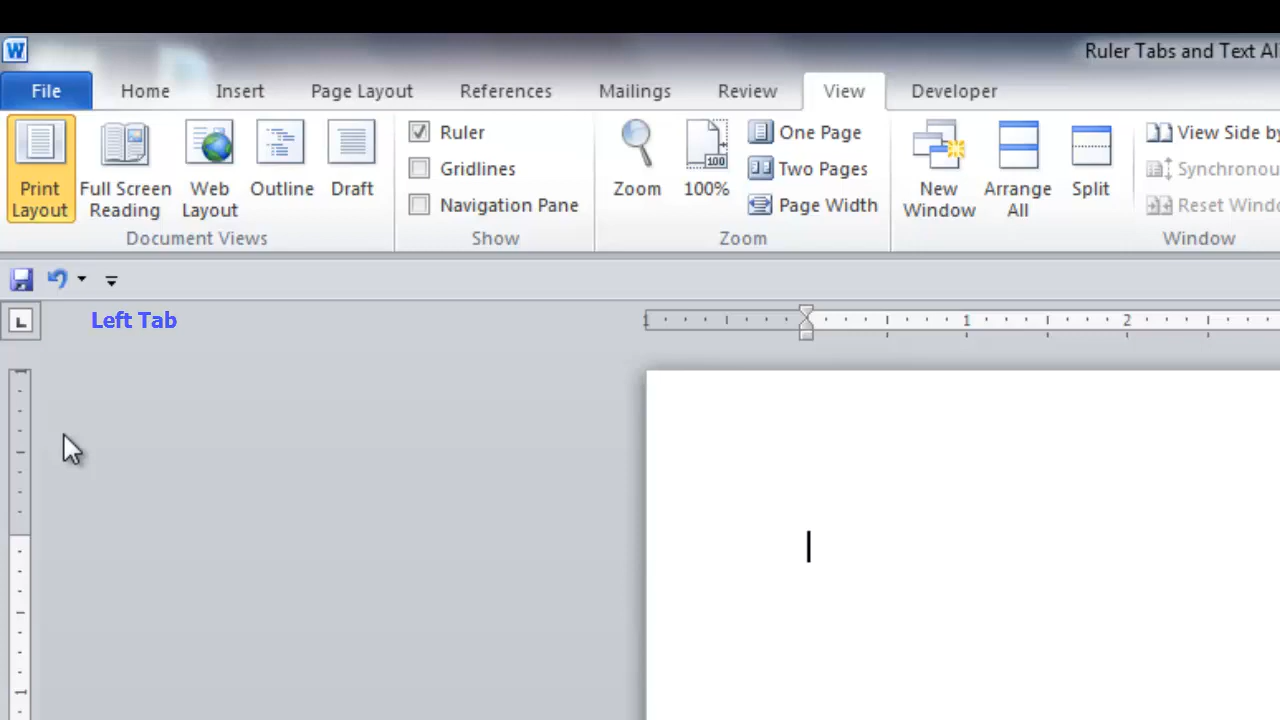 W
Ruler Tabs and Text Al
File Home Insert Page Layout References Mailings Review View Developer
Print Layout
Full Screen Reading
Web Layout
Outline
Draft
Document Views
Ruler
Gridlines
Navigation Pane
Show
Zoom
100
100%
One Page
Two Pages
Page Width
Zoom
New Window
Arrange All
Split
View Side by
Synchronou
Reset Windo
Window
Left Tab
1 1 2